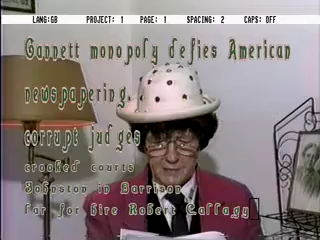 LANG:GB PROJECT: 1 PAGE: 1 SPACING: 2 CAPS: OFF
Gannett monopoly defies American
newspapering,
corrupt judges
crooked courts
Johnston in Harrison
far for hire Robert Caffagy